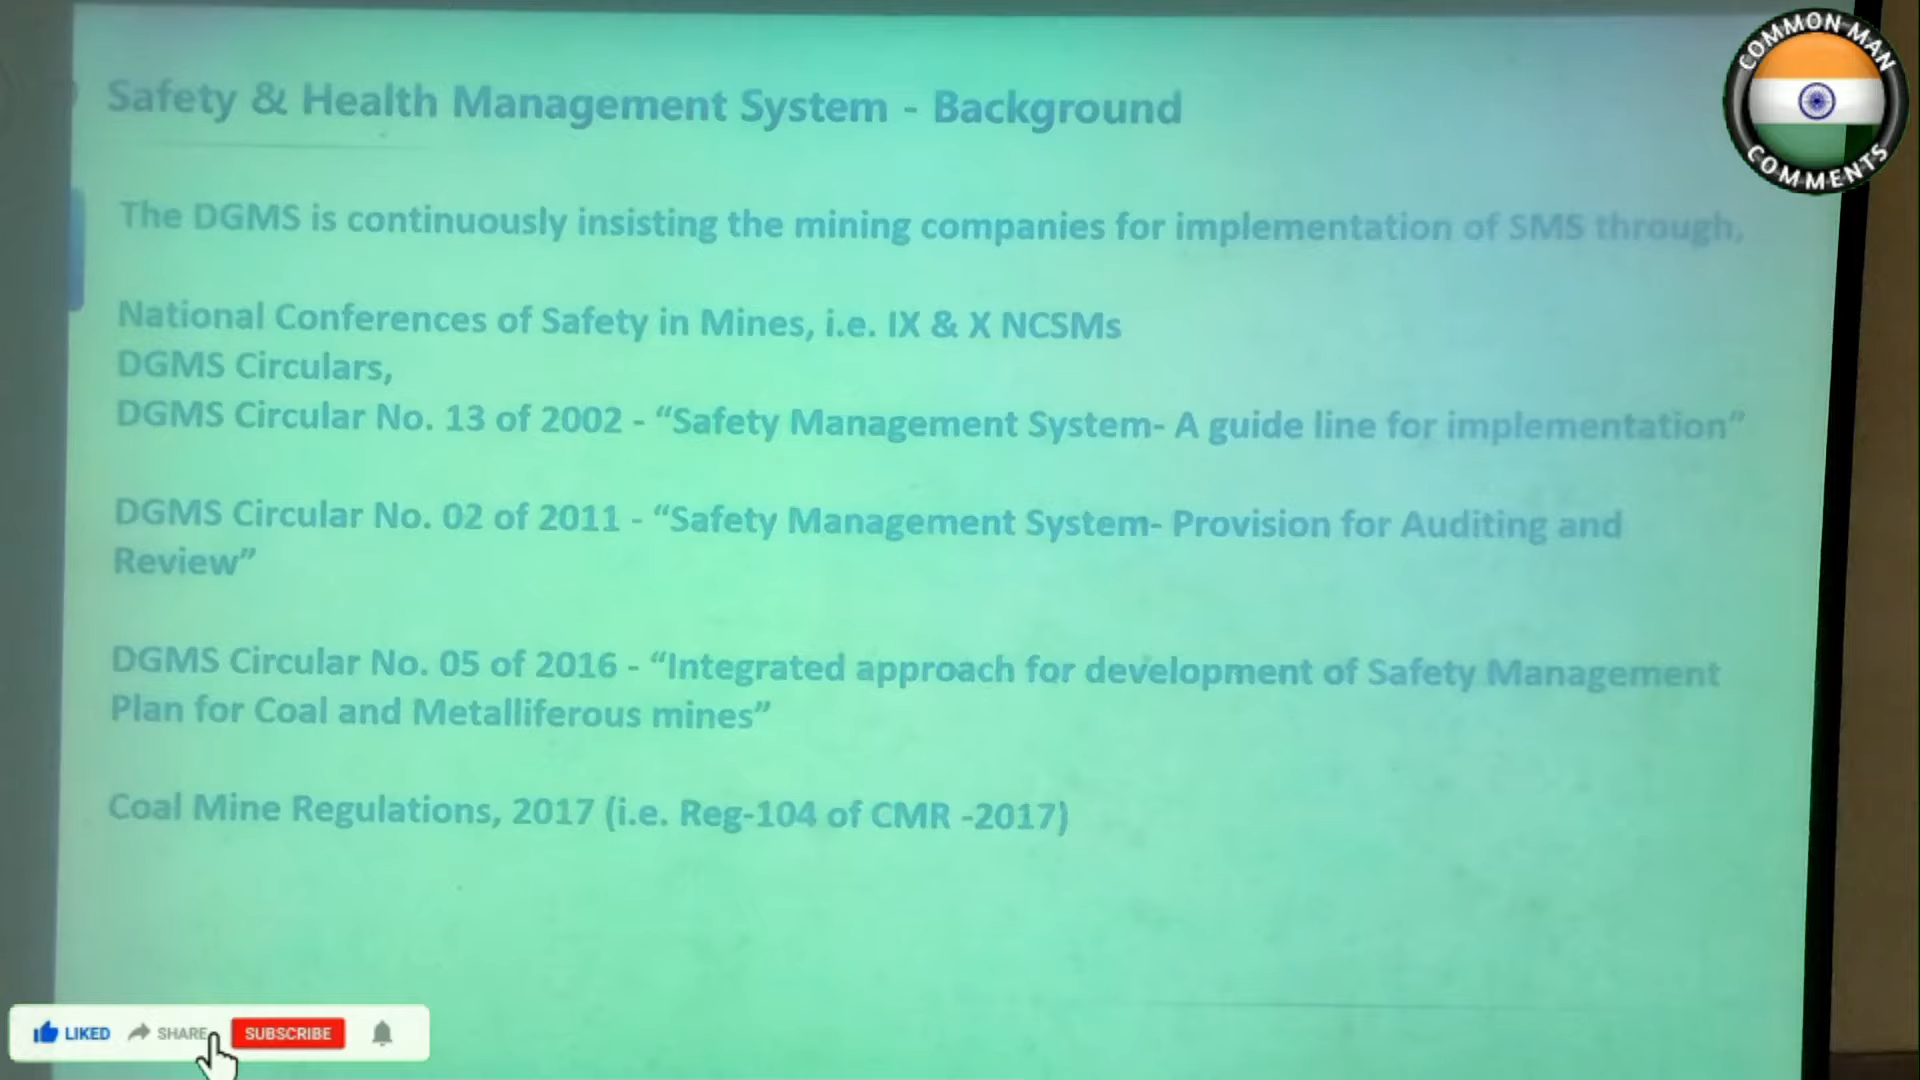 Safety & Health Management System - Background
The DGMS is continuously insisting the mining companies for implementation of SMS through,
National Conferences of Safety in Mines, i.e. IX & X NCSMs
DGMS Circulars,
DGMS Circular No. 13 of 2002 - “Safety Management System- A guide line for implementation”
DGMS Circular No. 02 of 2011 - “Safety Management System- Provision for Auditing and
Review”
DGMS Circular No. 05 of 2016 - “Integrated approach for development of Safety Management
Plan for Coal and Metalliferous mines”
Coal Mine Regulations, 2017 (i.e. Reg-104 of CMR -2017)
COMMON MAN
COMMENTS
LIKED SHARE SUBSCRIBE